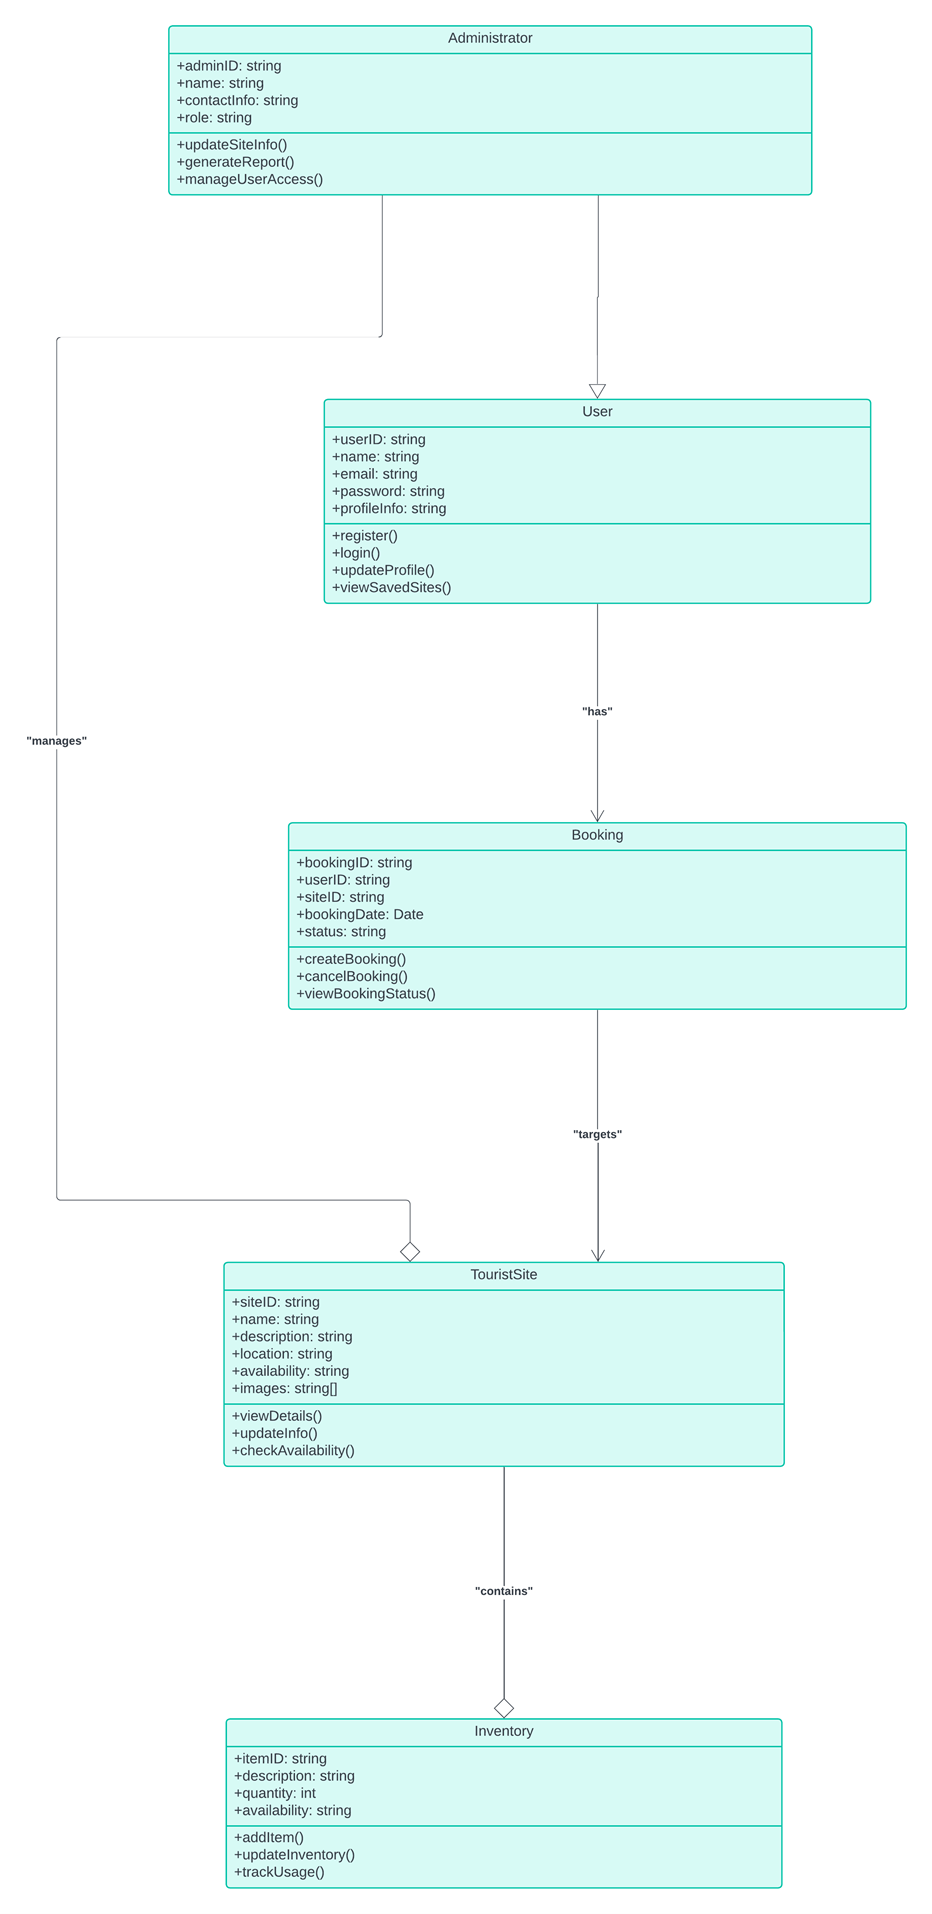 Administrator
+adminID: string
+name: string
+contactInfo: string
+role: string
+updateSiteInfo()
+generateReport()
+manageUserAccess()
User
+userID: string
+name: string
+email: string
+password: string
+profileInfo: string
+register()
+login()
+updateProfile()
+viewSavedSites()
"has"
"manages"
Booking
+bookingID: string
+userID: string
+siteID: string
+bookingDate: Date
+status: string
+createBooking()
+cancelBooking()
+viewBookingStatus()
"targets"
TouristSite
+siteID: string
+name: string
+description: string
+location: string
+availability: string
+images: string[]
+viewDetails()
+updateInfo()
+checkAvailability()
"contains"
Inventory
+itemID: string
+description: string
+quantity: int
+availability: string
+addItem()
+updateInventory()
+trackUsage()